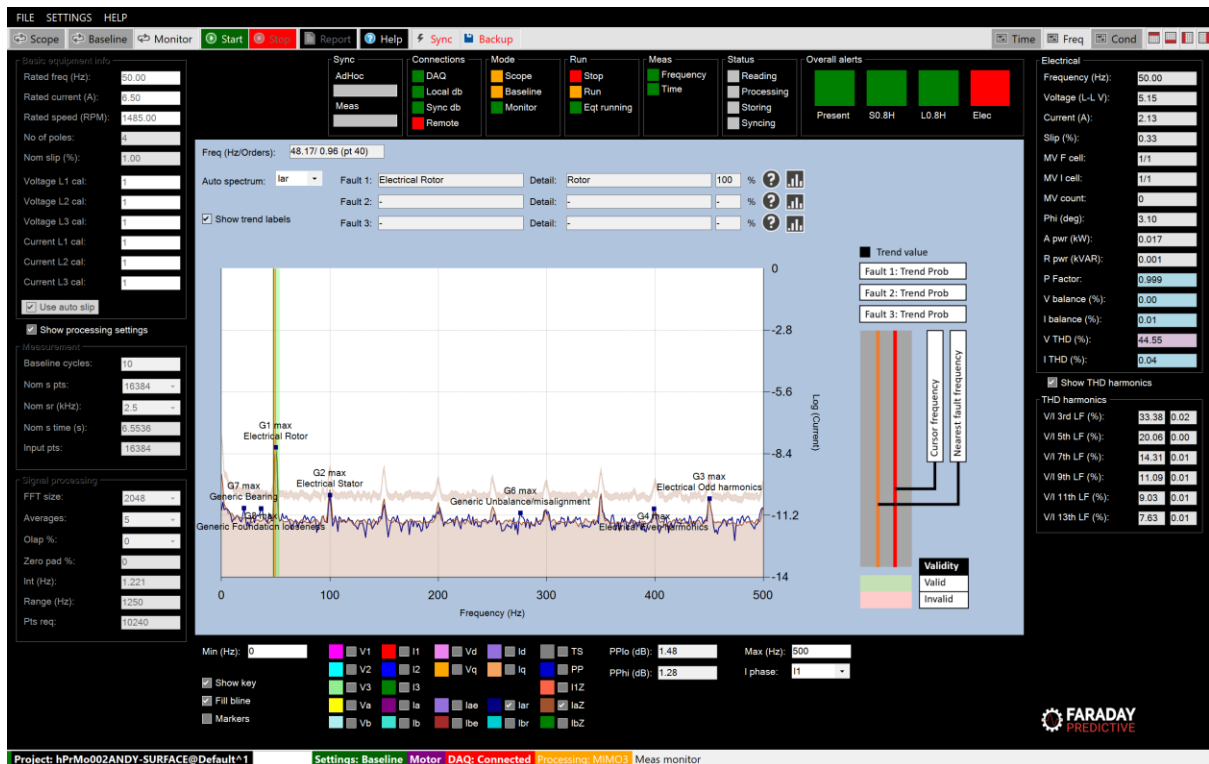 FILE SETTINGS HELP
Scope Baseline Monitor Start Stop Report Help Sync Backup Time Freq Cond
Basic equipment info
Rated freq (Hz): 50.00
Rated current (A): 6.50
Rated speed (RPM): 1485.00
No of poles: 4
Nom slip (%): 1.00
Voltage L1 cal: 1
Voltage L2 cal: 1
Voltage L3 cal: 1
Current L1 cal: 1
Current L2 cal: 1
Current L3 cal: 1
Use auto slip
Show processing settings
Measurement
Baseline cycles: 10
Nom s pts: 16384
Nom sr (kHz): 2.5
Nom s time (s): 6.5536
Input pts: 16384
Signal processing
FFT size: 2048
Averages: 5
Olap %: 0
Zero pad %: 0
Int (Hz): 1.221
Range (Hz): 1250
Pts req: 10240
Sync
AdHoc
Meas
Connections
DAQ
Local db
Sync db
Remote
Mode
Scope
Baseline
Monitor
Run
Stop
Run
Eqt running
Meas
Frequency
Time
Status
Reading
Processing
Storing
Syncing
Overall alerts
Present S0.8H L0.8H Elec
Freq (Hz/Orders): 48.17/ 0.96 (pt 40)
Auto spectrum: Iar Fault 1: Electrical Rotor Detail: Rotor 100 % ?
Fault 2: - Detail: - - % ?
Show trend labels Fault 3: - Detail: - - % ?
Trend value
Fault 1: Trend Prob
Fault 2: Trend Prob
Fault 3: Trend Prob
Cursor frequency
Nearest fault frequency
Validity
Valid
Invalid
0
-2.8
-5.6
-8.4
-11.2
-14
Log (Current)
G1 max
Electrical Rotor
G2 max
Electrical Stator
G3 max
Electrical Odd harmonics
G7 max
Generic Bearing
G6 max
Generic Unbalance/misalignment
G8 max
Generic Foundation looseness
G4 max
Electrical Even harmonics
0 100 200 300 400 500
Frequency (Hz)
Min (Hz): 0
Show key
Fill bline
Markers
V1 I1 Vd Id TS
V2 I2 Vq Iq PP
V3 I3 I1Z
Va Ia Iae Iar IaZ
Vb Ib Ibe Ibr IbZ
PPlo (dB): 1.48 Max (Hz): 500
PPhi (dB): 1.28 I phase: I1
Electrical
Frequency (Hz): 50.00
Voltage (L-L V): 5.15
Current (A): 2.13
Slip (%): 0.33
MV F cell: 1/1
MV I cell: 1/1
MV count: 0
Phi (deg): 3.10
A pwr (kW): 0.017
R pwr (kVAR): 0.001
P Factor: 0.999
V balance (%): 0.00
I balance (%): 0.01
V THD (%): 44.55
I THD (%): 0.04
Show THD harmonics
THD harmonics
V/I 3rd LF (%): 33.38 0.02
V/I 5th LF (%): 20.06 0.00
V/I 7th LF (%): 14.31 0.01
V/I 9th LF (%): 11.09 0.01
V/I 11th LF (%): 9.03 0.01
V/I 13th LF (%): 7.63 0.01
FARADAY
PREDICTIVE
Project: hPrMo002ANDY-SURFACE@Default^1 Settings: Baseline Motor DAQ: Connected Processing: MIMO3 Meas monitor